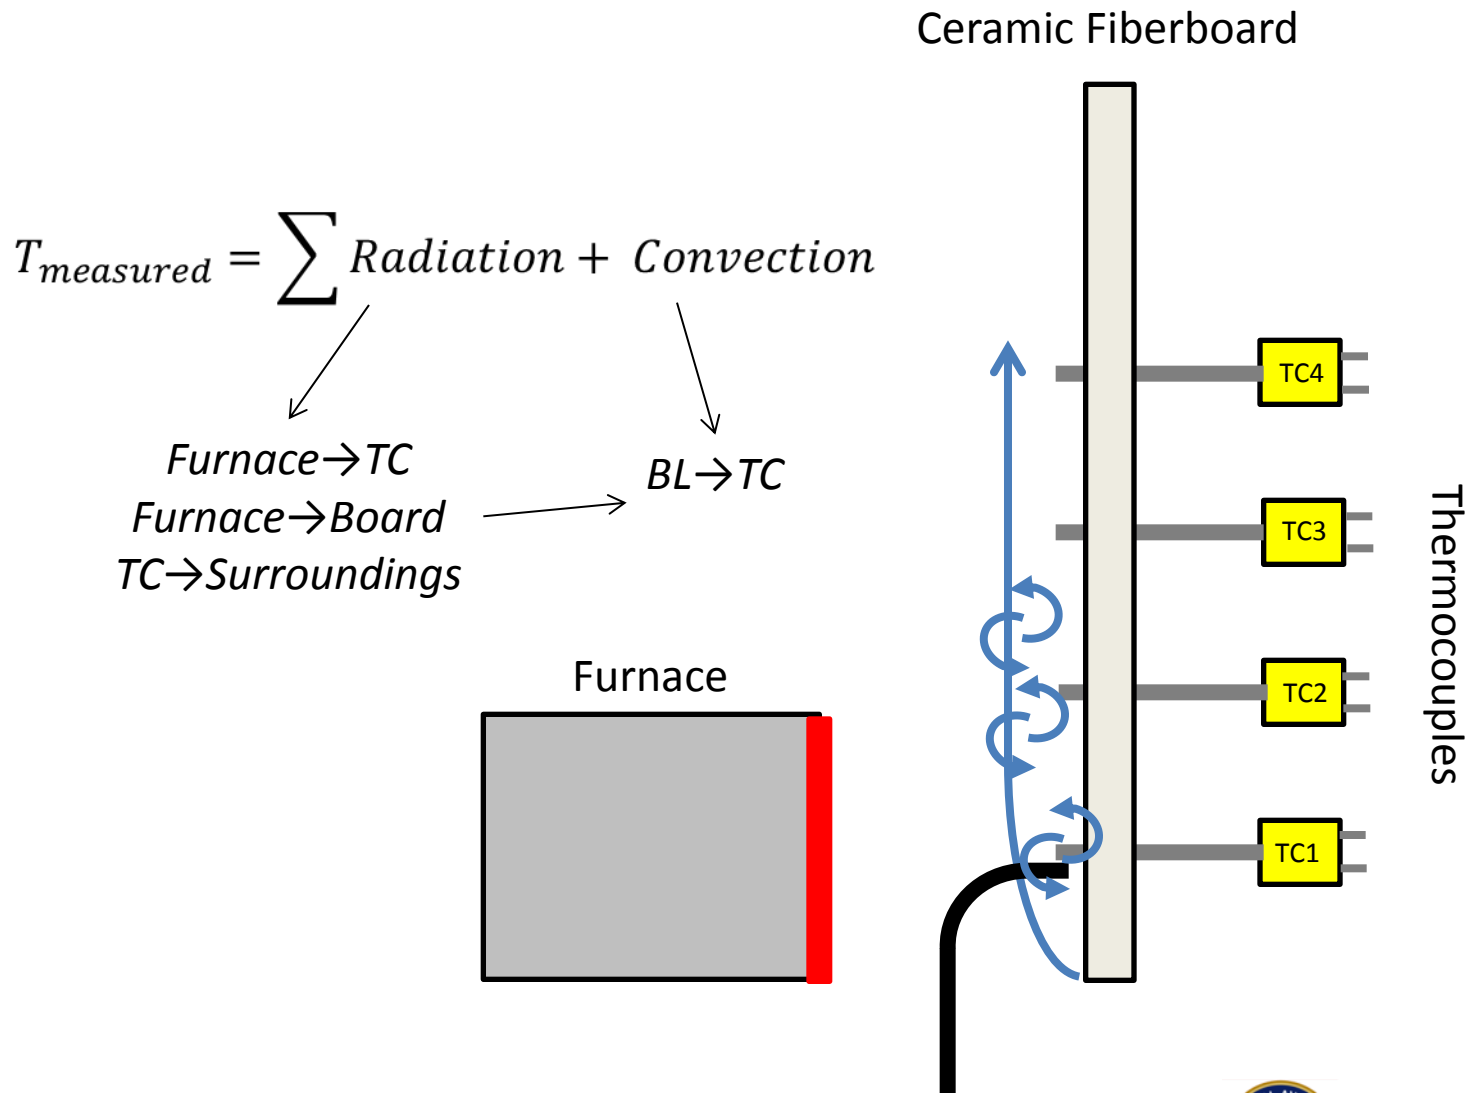 Ceramic Fiberboard
T_measured = ∑ Radiation + Convection
Furnace→TC
Furnace→Board
TC→Surroundings
BL→TC
Furnace
TC4
TC3
TC2
TC1
Thermocouples